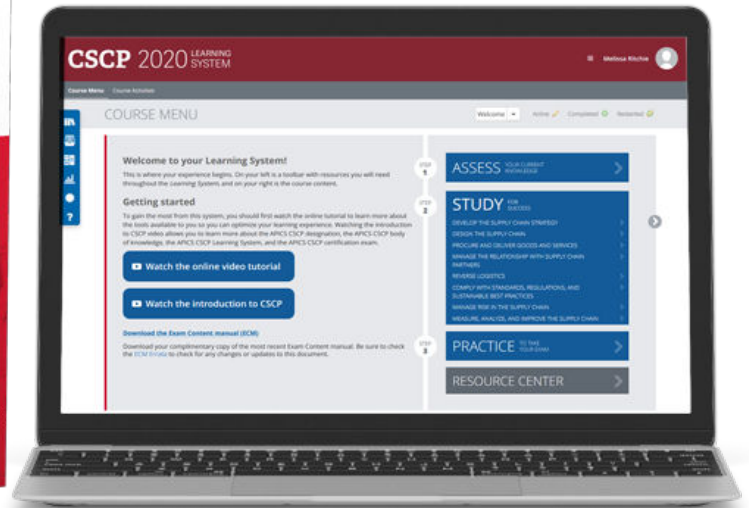 CSCP 2020 LEARNING SYSTEM
Melissa Ritchie
Course Menu Course Activities
COURSE MENU
Welcome Active Completed Restarted
Welcome to your Learning System!
This is where your experience begins. On your left is a toolbar with resources you will need
throughout the Learning System, and on your right is the course content.
Getting started
To gain the most from this system, you should first watch the online tutorial to learn more about
the tools available to you so you can optimize your learning experience. Watching the introduction
to CSCP video allows you to learn more about the APICS CSCP designation, the APICS CSCP body
of knowledge, the APICS CSCP Learning System, and the APICS CSCP certification exam.
Watch the online video tutorial
Watch the introduction to CSCP
Download the Exam Content manual (ECM)
Download your complimentary copy of the most recent Exam Content manual. Be sure to check
the ECM Errata to check for any changes or updates to this document.
STEP
1
ASSESS YOUR CURRENT KNOWLEDGE
STEP
2
STUDY FOR SUCCESS
DEVELOP THE SUPPLY CHAIN STRATEGY
DESIGN THE SUPPLY CHAIN
PROCURE AND DELIVER GOODS AND SERVICES
MANAGE THE RELATIONSHIP WITH SUPPLY CHAIN
PARTNERS
REVERSE LOGISTICS
COMPLY WITH STANDARDS, REGULATIONS, AND
SUSTAINABLE BEST PRACTICES
MANAGE RISK IN THE SUPPLY CHAIN
MEASURE, ANALYZE, AND IMPROVE THE SUPPLY CHAIN
STEP
3
PRACTICE TO TAKE YOUR EXAM
RESOURCE CENTER
?